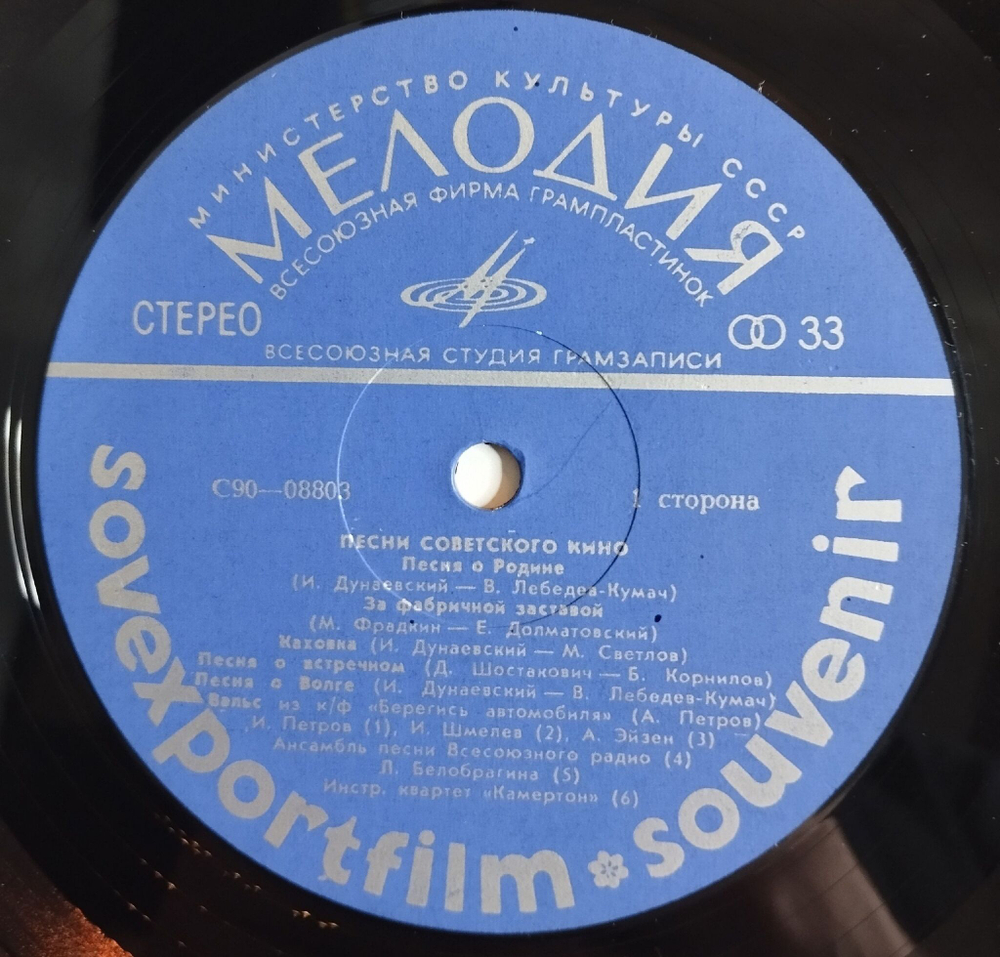 МИНИСТЕРСТВО КУЛЬТУРЫ СССР
МЕЛОДИЯ
ВСЕСОЮЗНАЯ ФИРМА ГРАМПЛАСТИНОК
СТЕРЕО
33
ВСЕСОЮЗНАЯ СТУДИЯ ГРАМЗАПИСИ
С90—08803
1 сторона
ПЕСНИ СОВЕТСКОГО КИНО
Песня о Родине
(И. Дунаевский — В. Лебедев-Кумач)
За фабричной заставой
(М. Фрадкин — Е. Долматовский)
Каховка (И. Дунаевский — М. Светлов)
Песня о встречном (Д. Шостакович — Б. Корнилов)
Песня о Волге (И. Дунаевский — В. Лебедев-Кумач)
Вальс из к/ф «Берегись автомобиля» (А. Петров)
И. Петров (1), И. Шмелев (2), А. Эйзен (3)
Ансамбль песни Всесоюзного радио (4)
Л. Белобрагина (5)
Инстр. квартет «Камертон» (6)
sovexportfilm souvenir